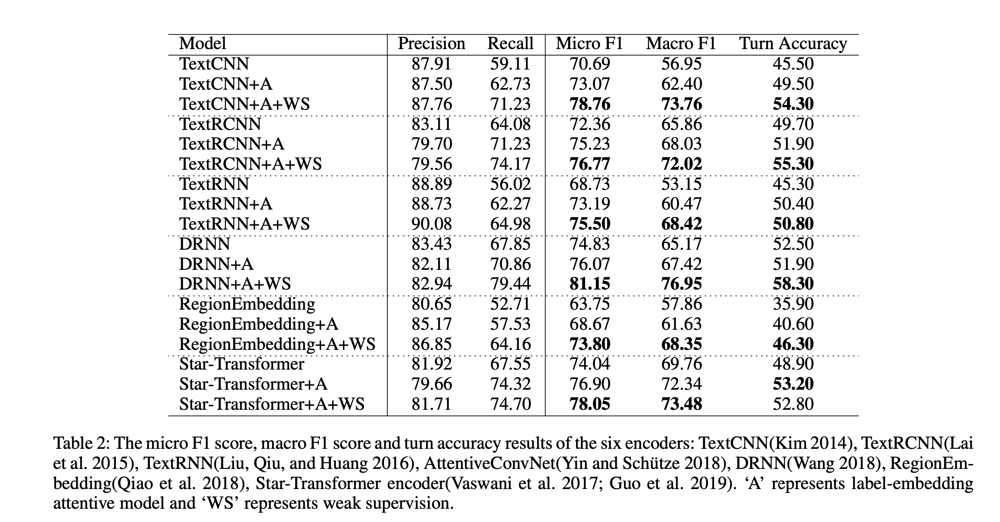 Model Precision Recall Micro F1 Macro F1 Turn Accuracy
TextCNN 87.91 59.11 70.69 56.95 45.50
TextCNN+A 87.50 62.73 73.07 62.40 49.50
TextCNN+A+WS 87.76 71.23 78.76 73.76 54.30
TextRCNN 83.11 64.08 72.36 65.86 49.70
TextRCNN+A 79.70 71.23 75.23 68.03 51.90
TextRCNN+A+WS 79.56 74.17 76.77 72.02 55.30
TextRNN 88.89 56.02 68.73 53.15 45.30
TextRNN+A 88.73 62.27 73.19 60.47 50.40
TextRNN+A+WS 90.08 64.98 75.50 68.42 50.80
DRNN 83.43 67.85 74.83 65.17 52.50
DRNN+A 82.11 70.86 76.07 67.42 51.90
DRNN+A+WS 82.94 79.44 81.15 76.95 58.30
RegionEmbedding 80.65 52.71 63.75 57.86 35.90
RegionEmbedding+A 85.17 57.53 68.67 61.63 40.60
RegionEmbedding+A+WS 86.85 64.16 73.80 68.35 46.30
Star-Transformer 81.92 67.55 74.04 69.76 48.90
Star-Transformer+A 79.66 74.32 76.90 72.34 53.20
Star-Transformer+A+WS 81.71 74.70 78.05 73.48 52.80
Table 2: The micro F1 score, macro F1 score and turn accuracy results of the six encoders: TextCNN(Kim 2014), TextRCNN(Lai
et al. 2015), TextRNN(Liu, Qiu, and Huang 2016), AttentiveConvNet(Yin and Schütze 2018), DRNN(Wang 2018), RegionEm-
bedding(Qiao et al. 2018), Star-Transformer encoder(Vaswani et al. 2017; Guo et al. 2019). ‘A’ represents label-embedding
attentive model and ‘WS’ represents weak supervision.